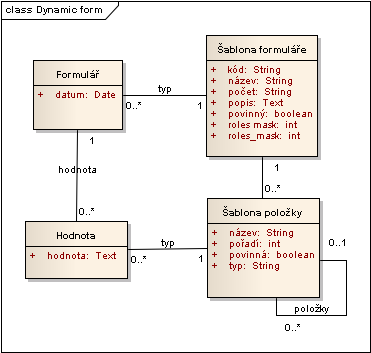 class Dynamic form
Šablona formuláře
+ kód: String
+ název: String
+ počet: String
+ popis: Text
+ povinný: boolean
+ roles mask: int
+ roles_mask: int
Formulář
+ datum: Date
typ
0..*
1
1
hodnota
0..*
1
0..*
Hodnota
+ hodnota: Text
typ
0..*
1
Šablona položky
+ název: String
+ pořadí: int
+ povinná: boolean
+ typ: String
0..1
položky
0..*